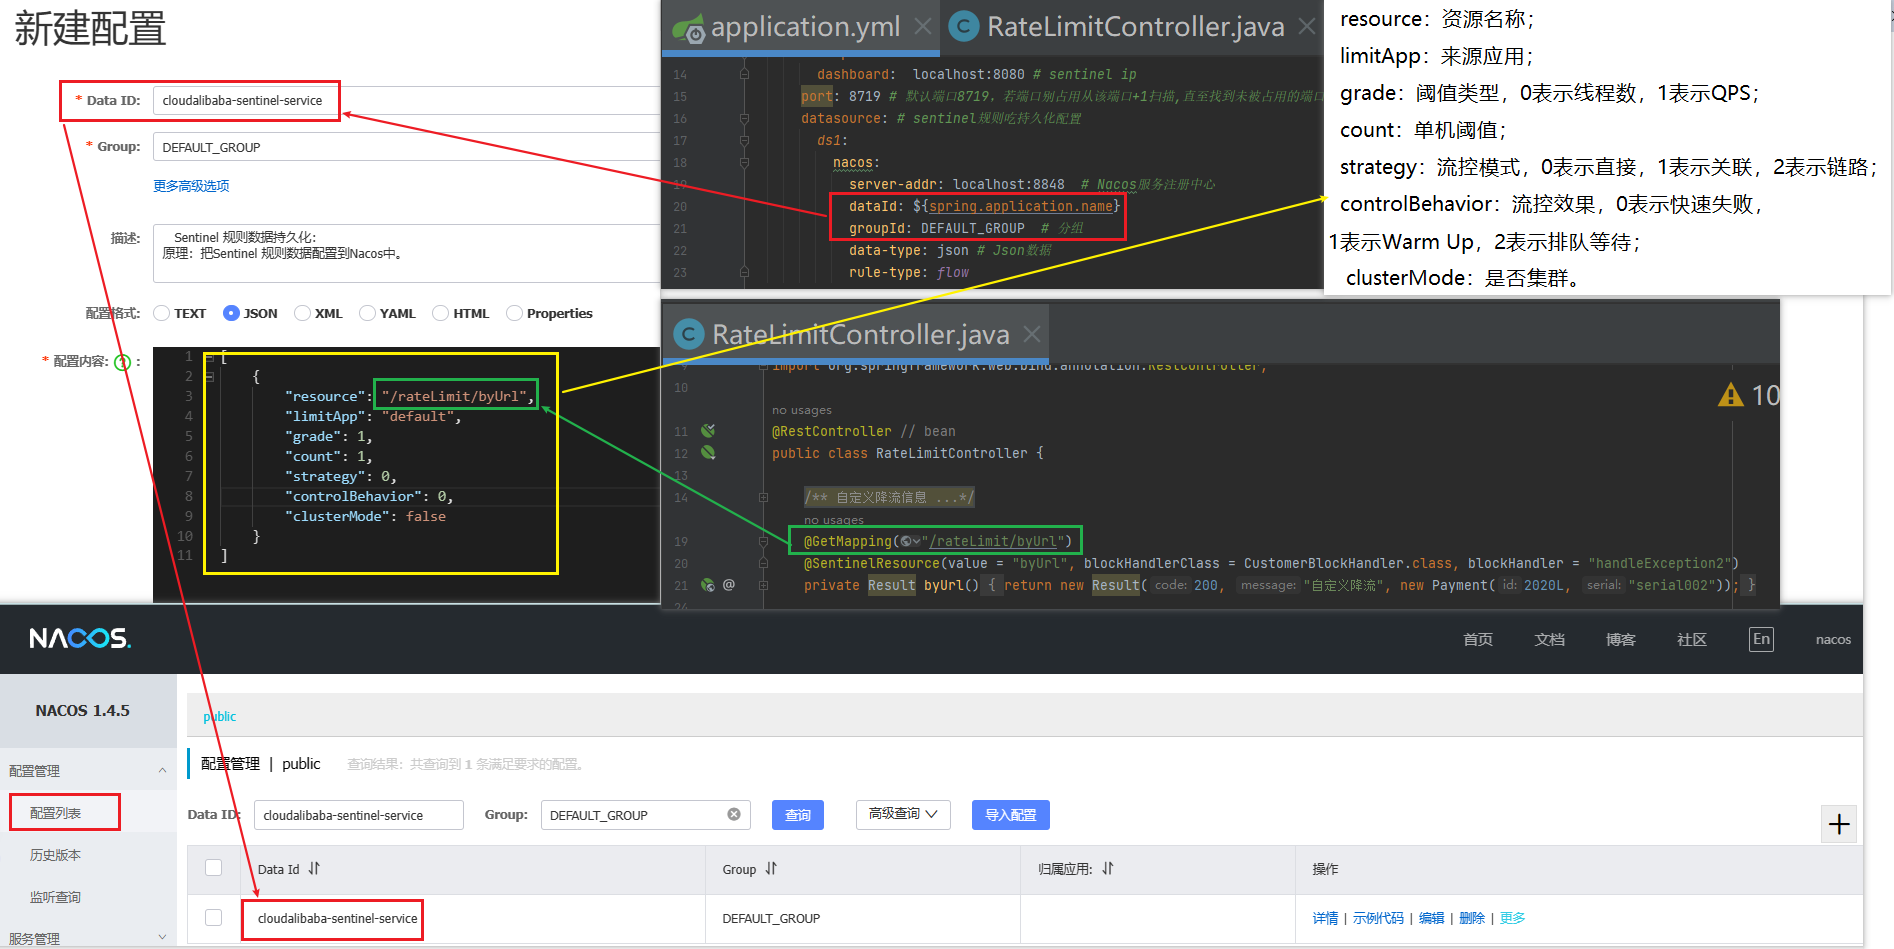 新建配置
* Data ID: cloudalibaba-sentinel-service
* Group: DEFAULT_GROUP
更多高级选项
描述: Sentinel 规则数据持久化：
原理：把Sentinel 规则数据配置到Nacos中。
配置格式: TEXT JSON XML YAML HTML Properties
* 配置内容: ? :
1 [
2 {
3 "resource": "/rateLimit/byUrl",
4 "limitApp": "default",
5 "grade": 1,
6 "count": 1,
7 "strategy": 0,
8 "controlBehavior": 0,
9 "clusterMode": false
10 }
11 ]
application.yml RateLimitController.java
14 dashboard: localhost:8080 # sentinel ip
15 port: 8719 # 默认端口8719，若端口别占用从该端口+1扫描,直至找到未被占用的端口
16 datasource: # sentinel规则吃持久化配置
17 ds1:
18 nacos:
19 server-addr: localhost:8848 # Nacos服务注册中心
20 dataId: ${spring.application.name}
21 groupId: DEFAULT_GROUP # 分组
22 data-type: json # Json数据
23 rule-type: flow
resource：资源名称；
limitApp：来源应用；
grade：阈值类型，0表示线程数，1表示QPS；
count：单机阈值；
strategy：流控模式，0表示直接，1表示关联，2表示链路；
controlBehavior：流控效果，0表示快速失败，
1表示Warm Up，2表示排队等待；
clusterMode：是否集群。
RateLimitController.java
9 import org.springframework.web.bind.annotation.RestController;
10
10
no usages
11 @RestController // bean
12 public class RateLimitController {
13
14 /** 自定义降流信息 ...*/
no usages
19 @GetMapping("/rateLimit/byUrl")
20 @SentinelResource(value = "byUrl", blockHandlerClass = CustomerBlockHandler.class, blockHandler = "handleException2")
21 @ private Result byUrl() { return new Result( code: 200, message: "自定义降流", new Payment( id: 2020L, serial: "serial002")); }
24
NACOS. 首页 文档 博客 社区 En nacos
NACOS 1.4.5
配置管理
配置列表
历史版本
监听查询
服务管理
public
配置管理 | public 查询结果：共查询到 1 条满足要求的配置。
Data ID: cloudalibaba-sentinel-service Group: DEFAULT_GROUP 查询 高级查询 导入配置 +
Data Id Group 归属应用: 操作
cloudalibaba-sentinel-service DEFAULT_GROUP 详情 | 示例代码 | 编辑 | 删除 | 更多